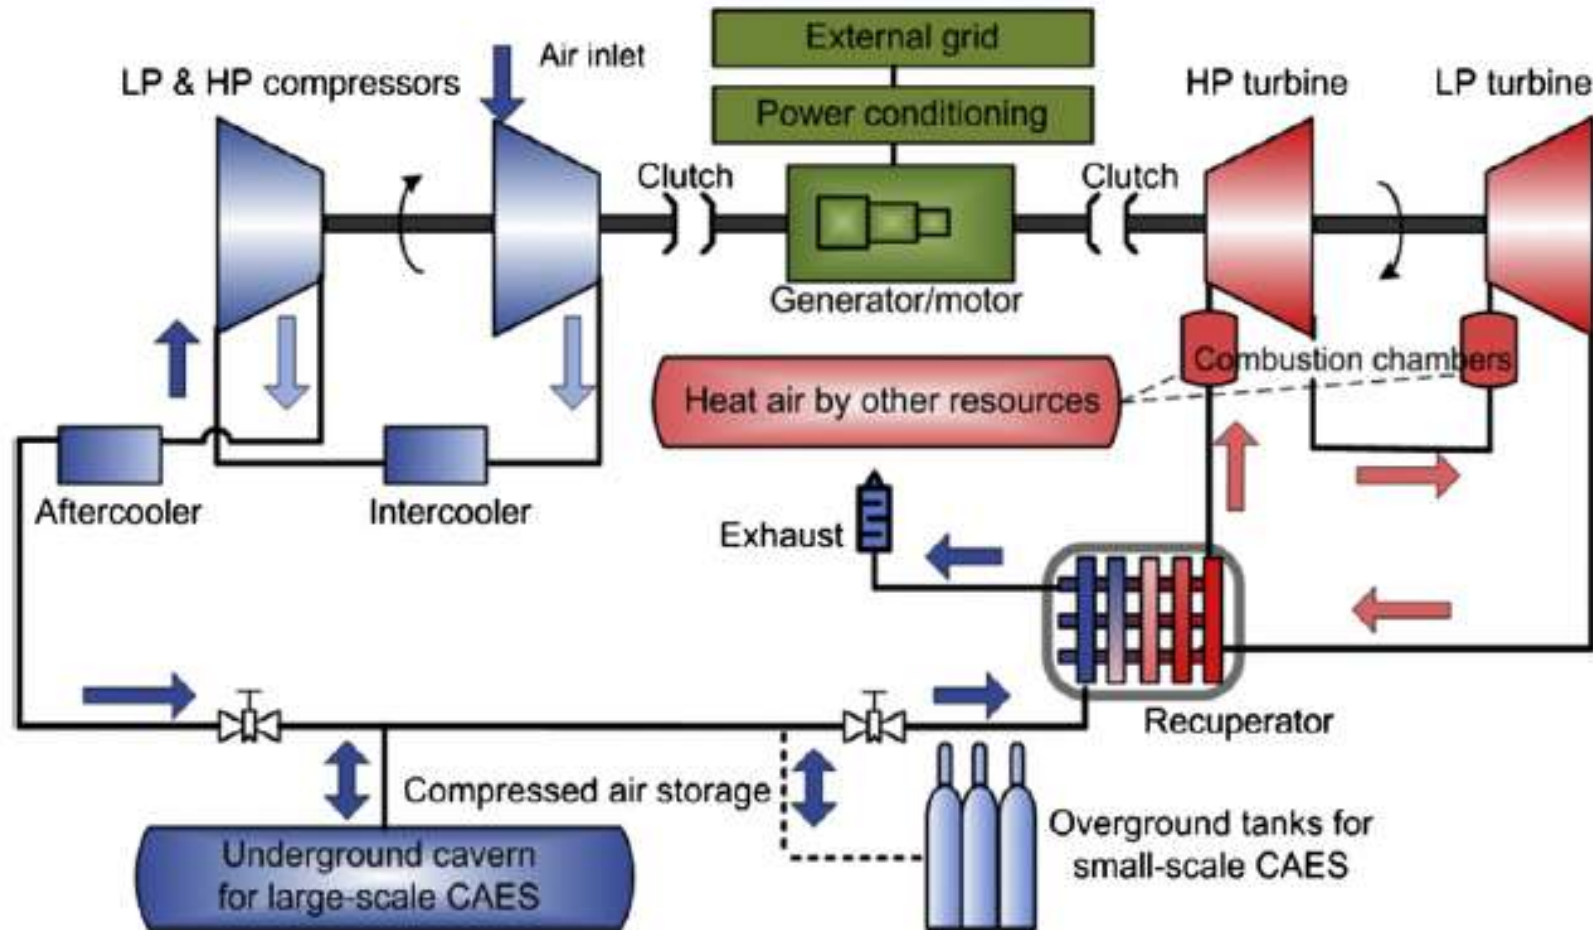 External grid
Air inlet
LP & HP compressors
HP turbine
LP turbine
Power conditioning
Clutch
Clutch
Generator/motor
Combustion chambers
Heat air by other resources
Aftercooler
Intercooler
Exhaust
Recuperator
Compressed air storage
Underground cavern
for large-scale CAES
Overground tanks for
small-scale CAES